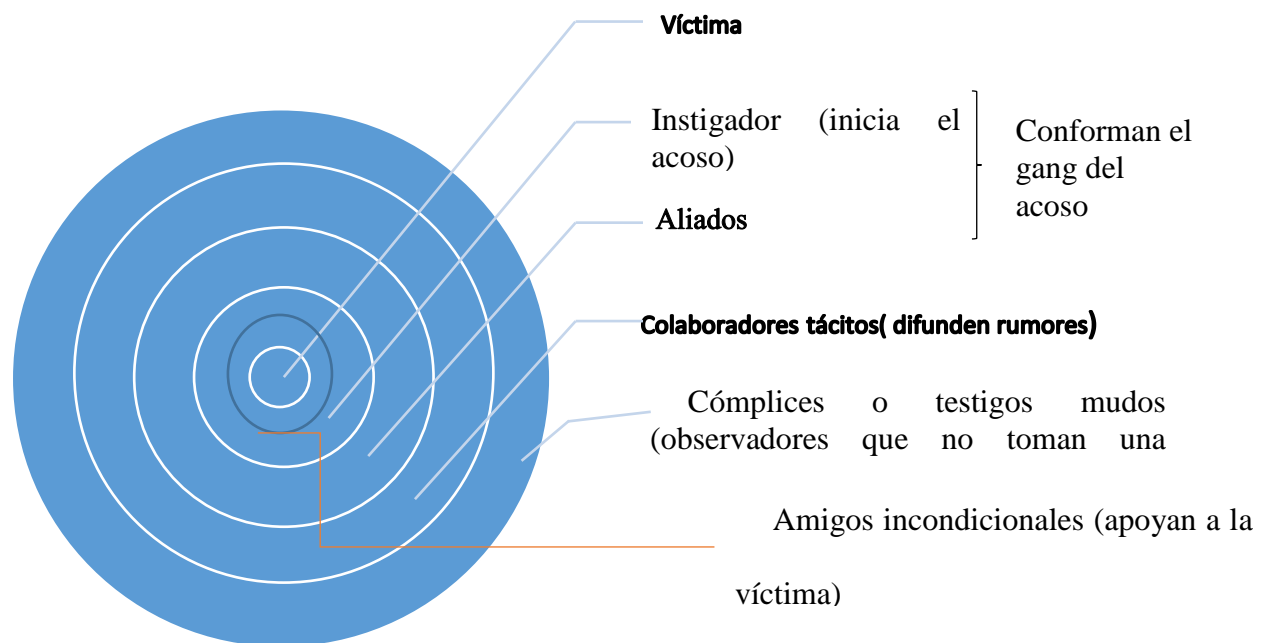 Víctima
Instigador (inicia el
acoso)
Conforman el
gang del
acoso
Aliados
Colaboradores tácitos( difunden rumores)
Cómplices o testigos mudos
(observadores que no toman una
Amigos incondicionales (apoyan a la
víctima)